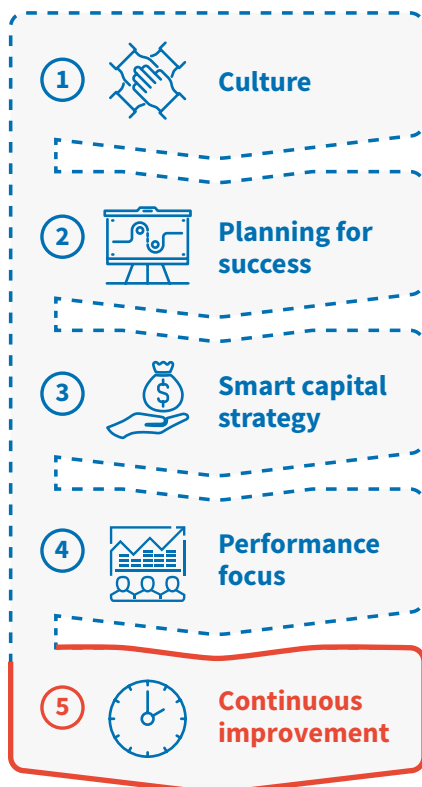 1
Culture
2
Planning for
success
3
$
Smart capital
strategy
4
Performance
focus
5
Continuous
improvement